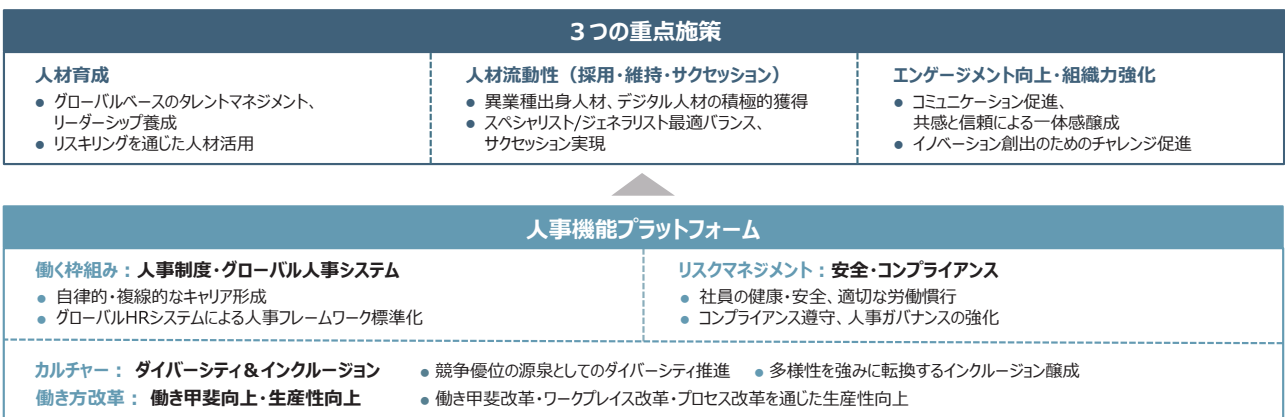 3つの重点施策
人材育成
● グローバルベースのタレントマネジメント、
リーダーシップ養成
● リスキリングを通じた人材活用
人材流動性（採用・維持・サクセッション）
● 異業種出身人材、デジタル人材の積極的獲得
● スペシャリスト/ジェネラリスト最適バランス、
サクセッション実現
エンゲージメント向上・組織力強化
● コミュニケーション促進、
共感と信頼による一体感醸成
● イノベーション創出のためのチャレンジ促進
人事機能プラットフォーム
働く枠組み：人事制度・グローバル人事システム
● 自律的・複線的なキャリア形成
● グローバルHRシステムによる人事フレームワーク標準化
リスクマネジメント：安全・コンプライアンス
● 社員の健康・安全、適切な労働慣行
● コンプライアンス遵守、人事ガバナンスの強化
カルチャー： ダイバーシティ＆インクルージョン ● 競争優位の源泉としてのダイバーシティ推進 ● 多様性を強みに転換するインクルージョン醸成
働き方改革： 働き甲斐向上・生産性向上 ● 働き甲斐改革・ワークプレイス改革・プロセス改革を通じた生産性向上